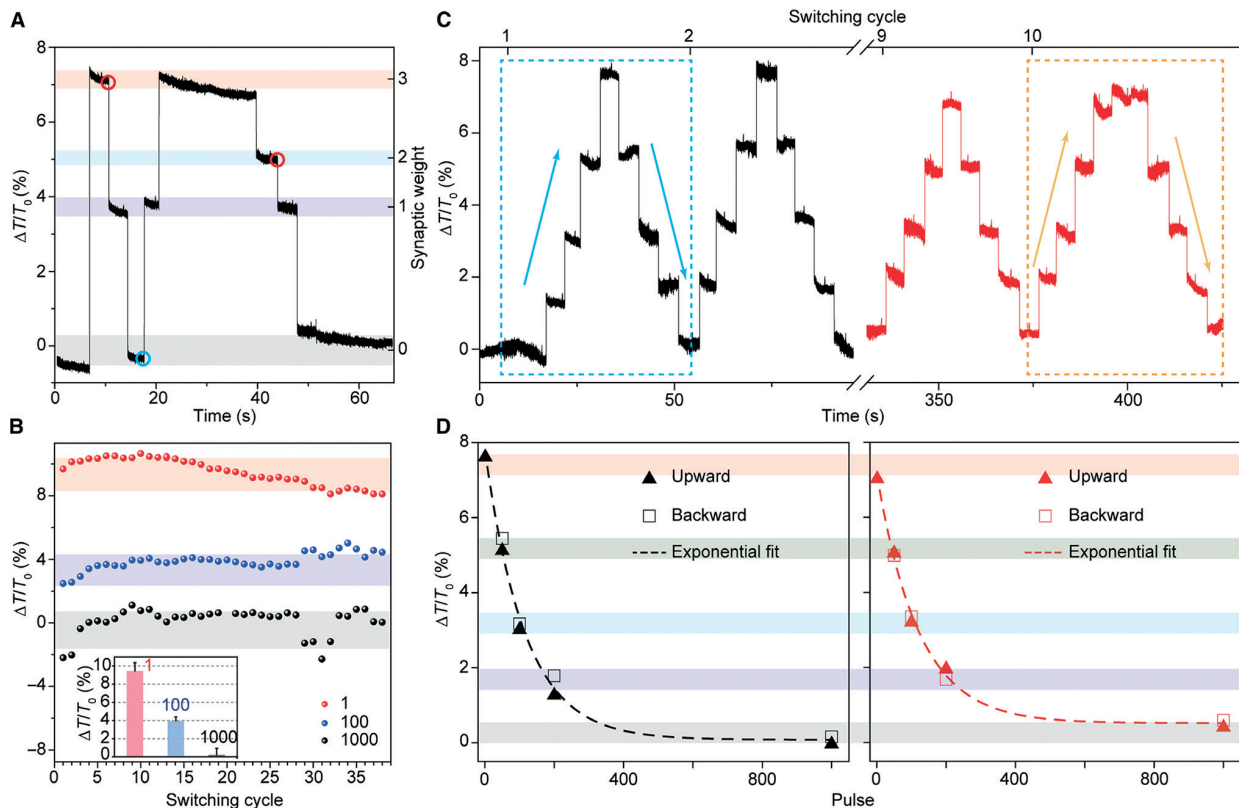 A
8
6
4
2
0
ΔT/T0 (%)
3
2
1
0
Synaptic weight
0
20
40
60
Time (s)
C
Switching cycle
1
2
9
10
8
6
4
2
0
ΔT/T0 (%)
0
50
350
400
Time (s)
B
8
4
0
−4
−8
ΔT/T0 (%)
10
8
6
4
2
0
ΔT/T0 (%)
1
100
1000
1
100
1000
0
5
10
15
20
25
30
35
Switching cycle
D
8
6
4
2
0
ΔT/T0 (%)
Upward
Backward
Exponential fit
Upward
Backward
Exponential fit
0
400
800
0
400
800
Pulse